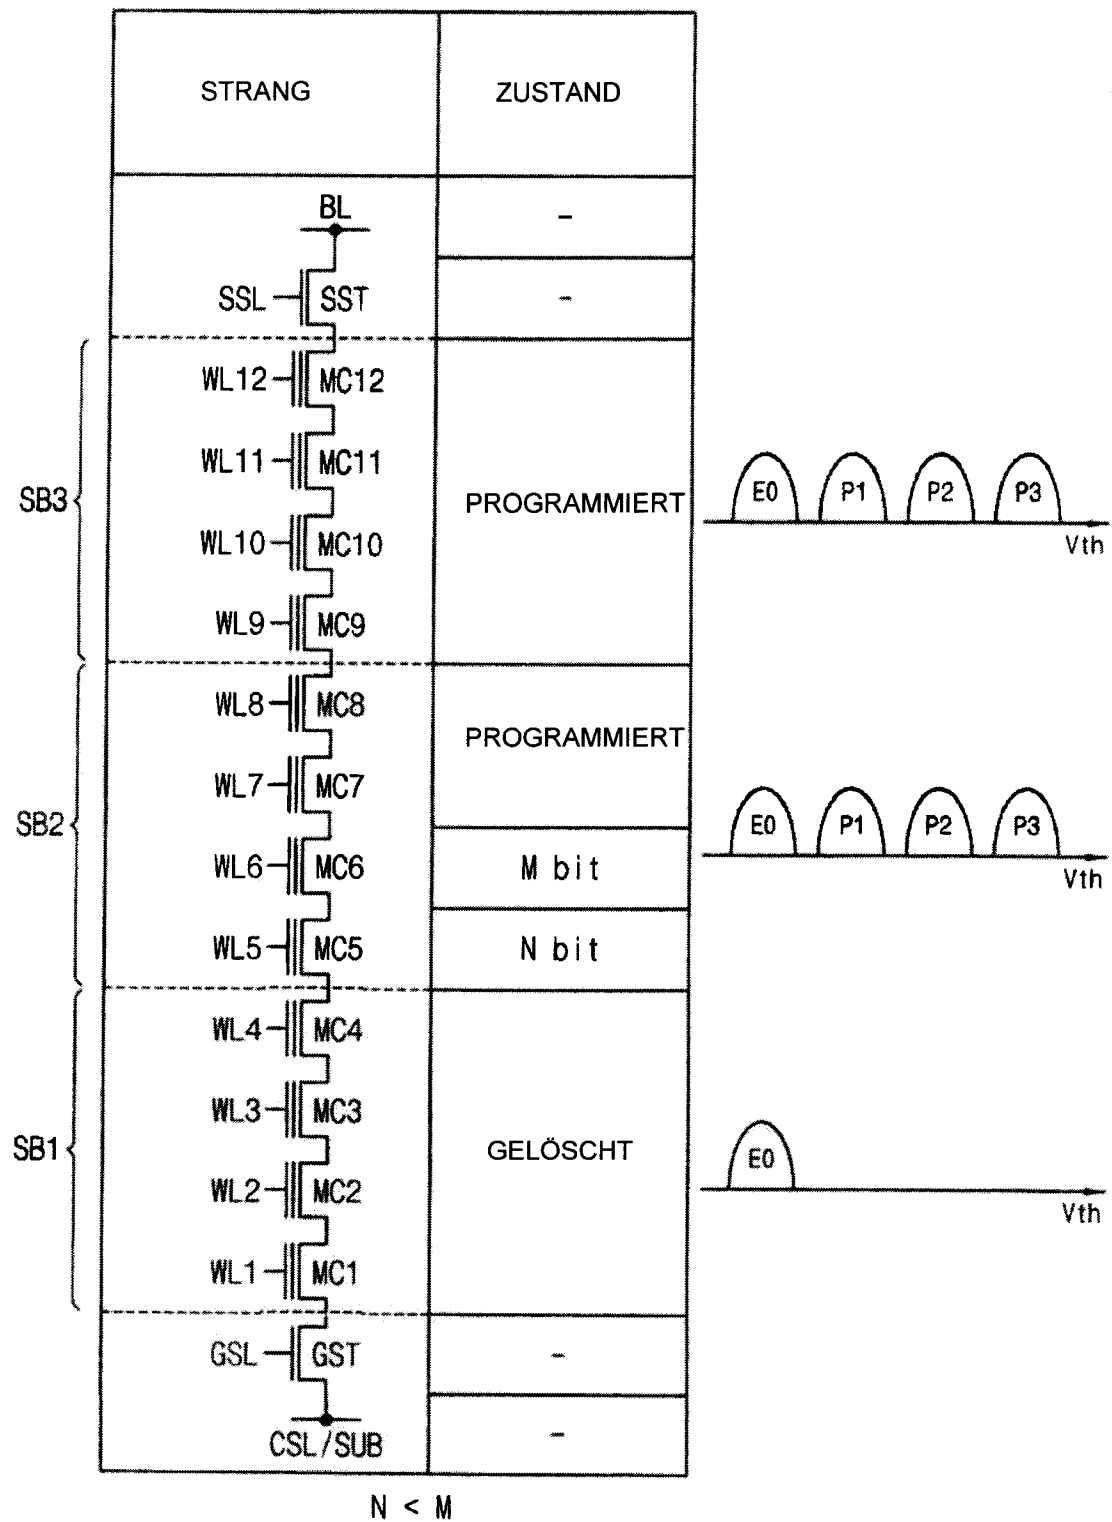 STRANG ZUSTAND
BL -
SSL SST -
WL12 MC12
WL11 MC11
SB3 PROGRAMMIERT E0 P1 P2 P3
Vth
WL10 MC10
WL9 MC9
WL8 MC8
PROGRAMMIERT
WL7 MC7
SB2 E0 P1 P2 P3
Vth
WL6 MC6 M bit
WL5 MC5 N bit
WL4 MC4
WL3 MC3
SB1 GELÖSCHT E0
Vth
WL2 MC2
WL1 MC1
GSL GST -
CSL/SUB -
N < M